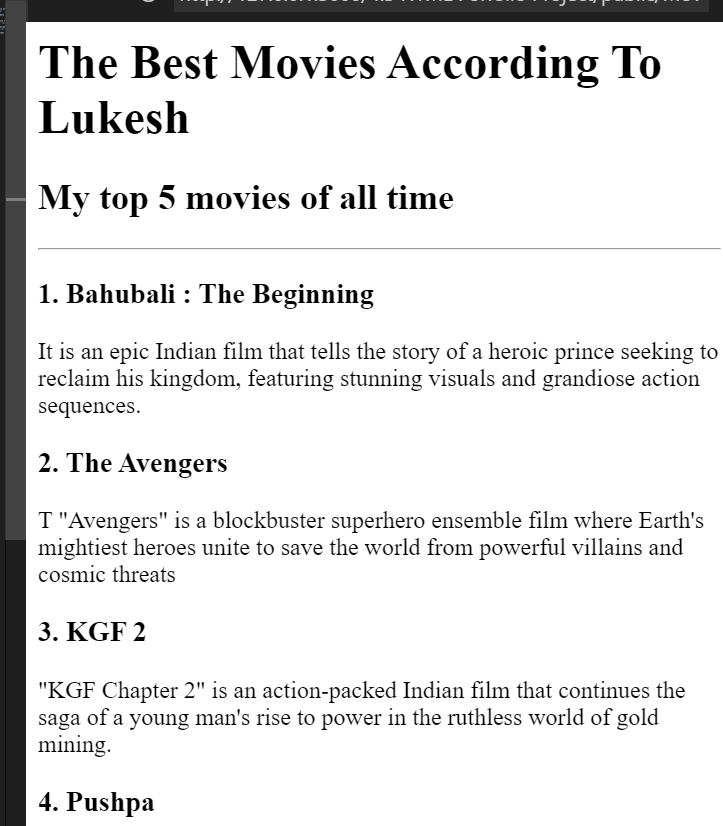 The Best Movies According To
Lukesh
My top 5 movies of all time
1. Bahubali : The Beginning
It is an epic Indian film that tells the story of a heroic prince seeking to
reclaim his kingdom, featuring stunning visuals and grandiose action
sequences.
2. The Avengers
T "Avengers" is a blockbuster superhero ensemble film where Earth's
mightiest heroes unite to save the world from powerful villains and
cosmic threats
3. KGF 2
"KGF Chapter 2" is an action-packed Indian film that continues the
saga of a young man's rise to power in the ruthless world of gold
mining.
4. Pushpa